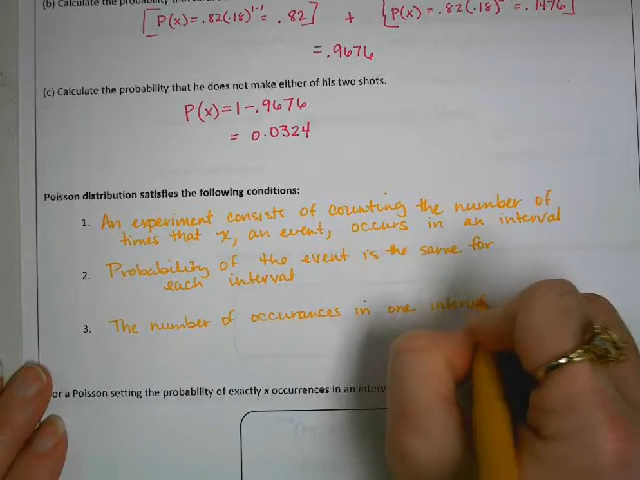 (b) Calculate the
[P(x) = .82(.18)¹⁻¹ = .82] + [P(x) = .82(.18) = .1476]
= .9676
(c) Calculate the probability that he does not make either of his two shots.
P(x) = 1 - .9676
= 0.0324
Poisson distribution satisfies the following conditions:
1. An experiment consists of counting the number of
times that x, an event, occurs in an interval
2. Probability of the event is the same for
each interval
3. The number of occurances in one interval
or a Poisson setting the probability of exactly x occurrences in an